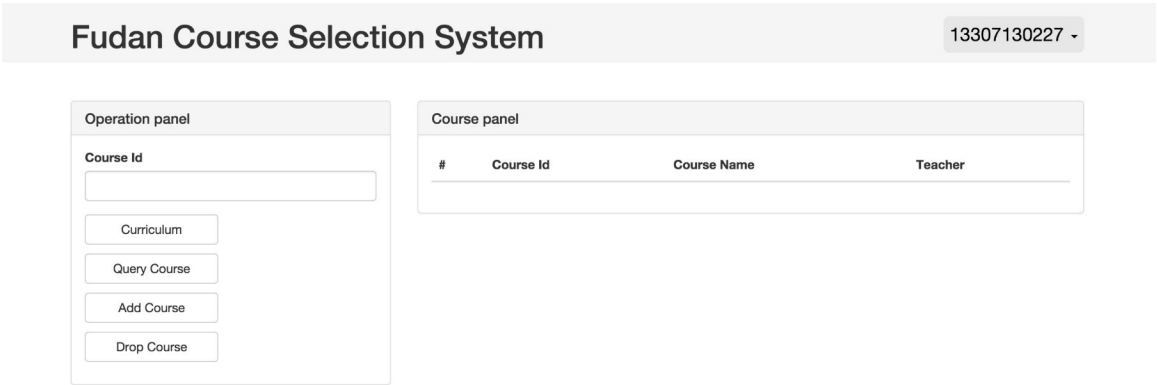 Fudan Course Selection System
13307130227
Operation panel
Course Id
Curriculum
Query Course
Add Course
Drop Course
Course panel
# Course Id Course Name Teacher